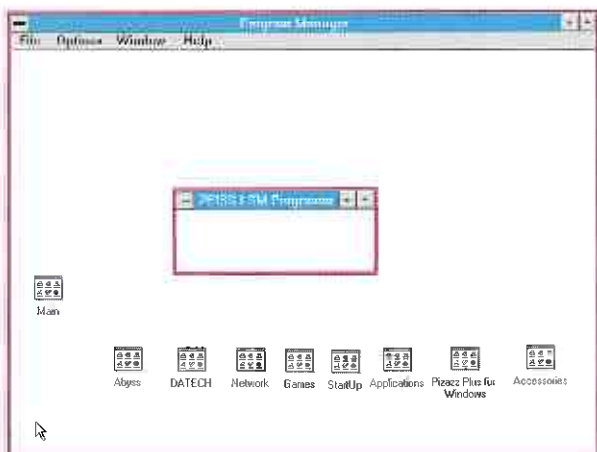 Program Manager
File Options Window Help
Main
Abyss DATECH Network Games StartUp Applications Pizazz Plus for Windows Accessories